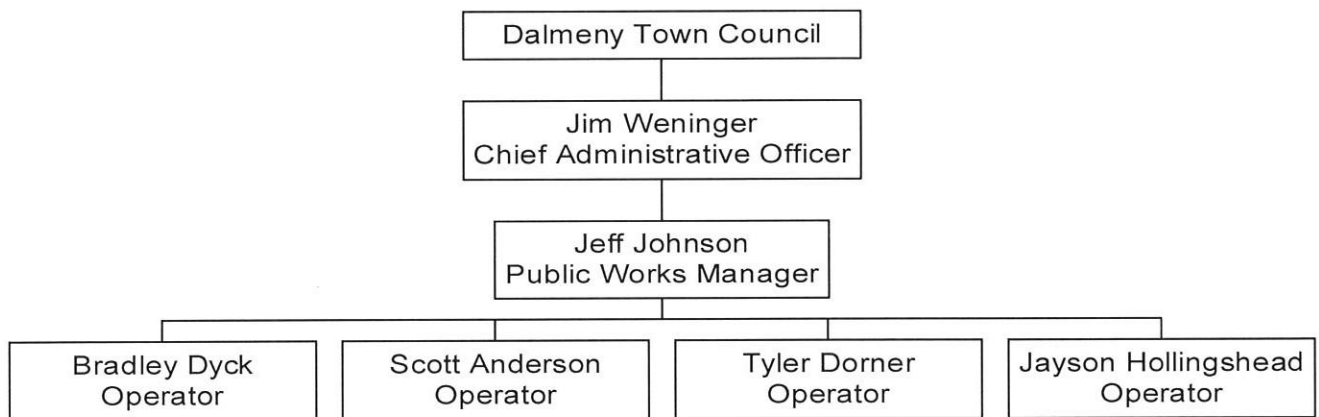 Dalmeny Town Council
Jim Weninger
Chief Administrative Officer
Jeff Johnson
Public Works Manager
Bradley Dyck
Operator
Scott Anderson
Operator
Tyler Dorner
Operator
Jayson Hollingshead
Operator